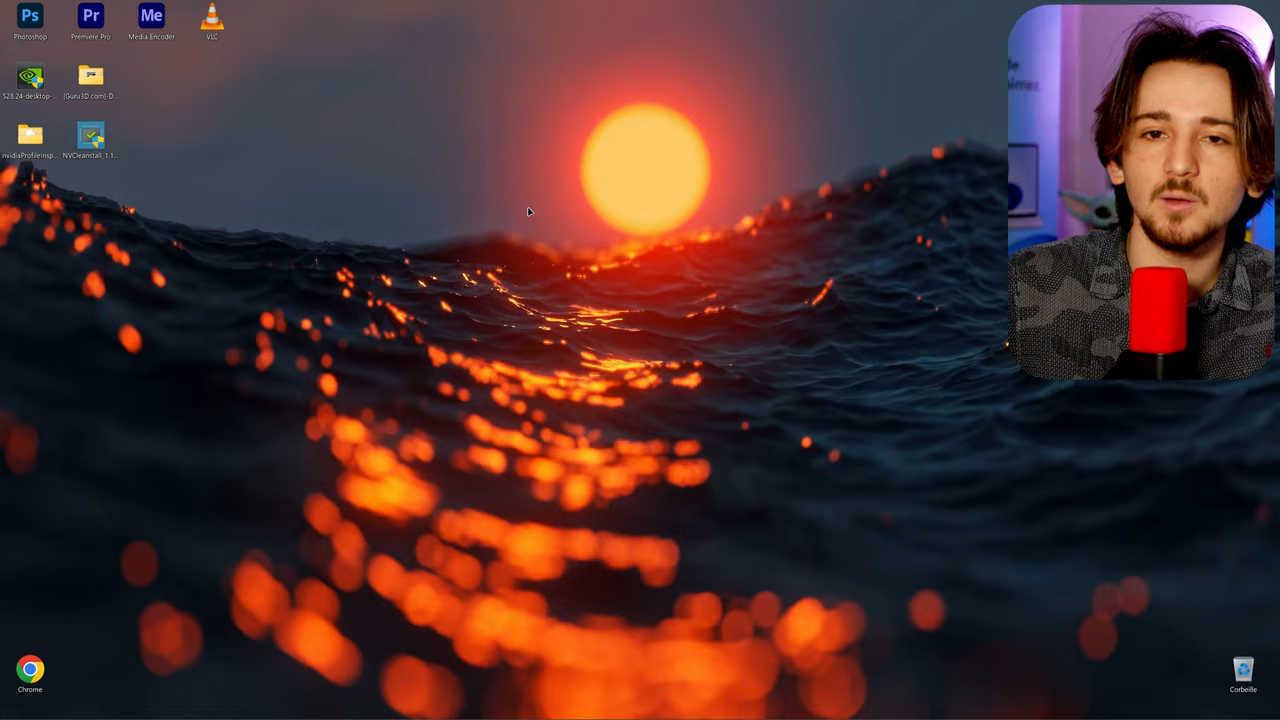 Ps
Pr
Me
Photoshop
Premiere Pro
Media Encoder
VLC
528.24-desktop-...
[Guru3D.com]-D...
nvidiaProfileInsp...
NVCleanstall_1.1...
Chrome
Corbeille